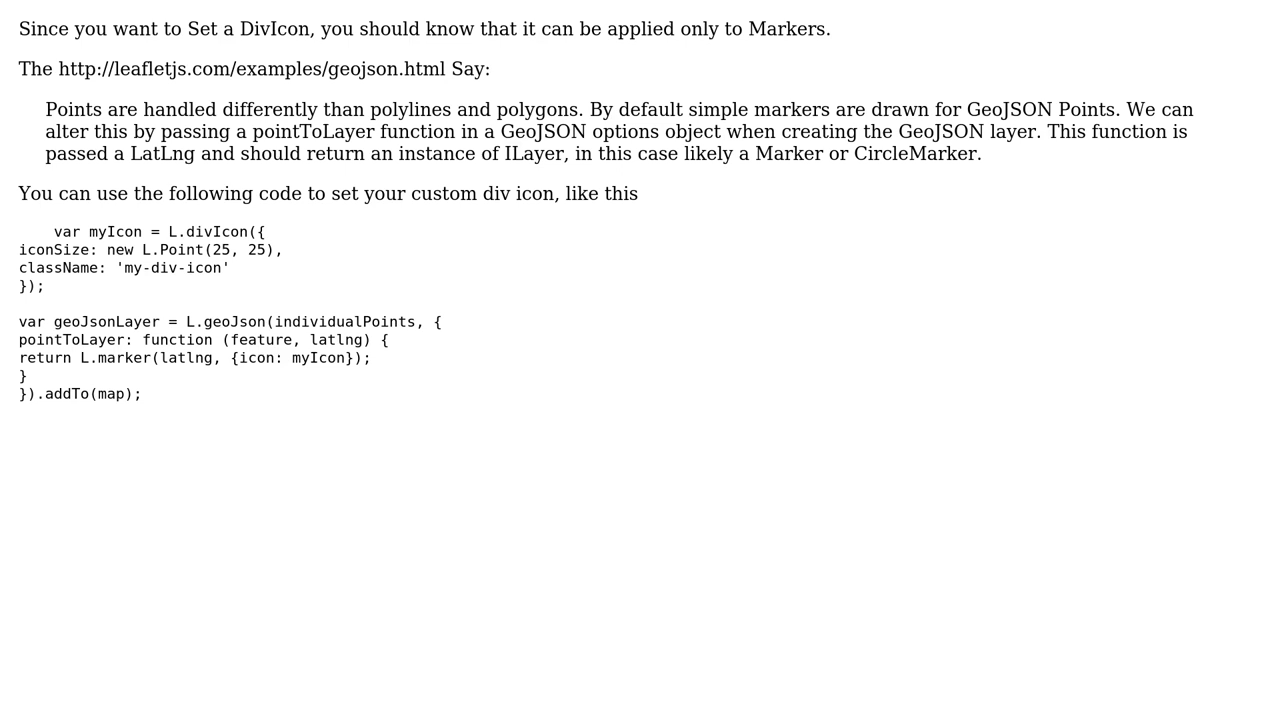 Since you want to Set a DivIcon, you should know that it can be applied only to Markers.
The http://leafletjs.com/examples/geojson.html Say:
Points are handled differently than polylines and polygons. By default simple markers are drawn for GeoJSON Points. We can
alter this by passing a pointToLayer function in a GeoJSON options object when creating the GeoJSON layer. This function is
passed a LatLng and should return an instance of ILayer, in this case likely a Marker or CircleMarker.
You can use the following code to set your custom div icon, like this
    var myIcon = L.divIcon({
iconSize: new L.Point(25, 25),
className: 'my-div-icon'
});

var geoJsonLayer = L.geoJson(individualPoints, {
pointToLayer: function (feature, latlng) {
return L.marker(latlng, {icon: myIcon});
}
}).addTo(map);